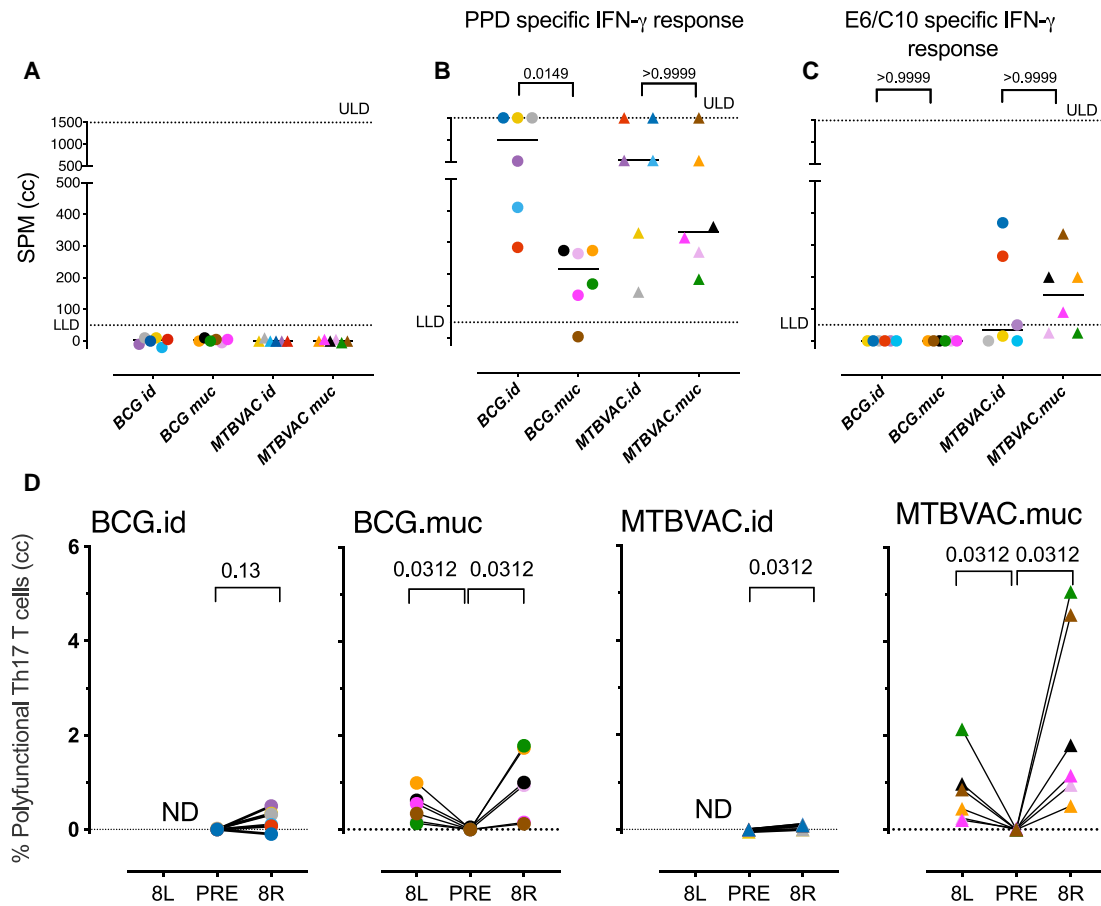 PPD specific IFN-γ response
E6/C10 specific IFN-γ
response
A
B
C
0.0149
>0.9999
>0.9999
>0.9999
ULD
ULD
ULD
1500
1000
500
500
400
300
200
100
0
LLD
LLD
LLD
SPM (cc)
BCG id
BCG muc
MTBVAC id
MTBVAC muc
BCG.id
BCG.muc
MTBVAC.id
MTBVAC.muc
BCG.id
BCG.muc
MTBVAC.id
MTBVAC.muc
D
BCG.id
BCG.muc
MTBVAC.id
MTBVAC.muc
% Polyfunctional Th17 T cells (cc)
6
4
2
0
0.13
0.0312
0.0312
0.0312
0.0312
0.0312
ND
ND
8L PRE 8R
8L PRE 8R
8L PRE 8R
8L PRE 8R